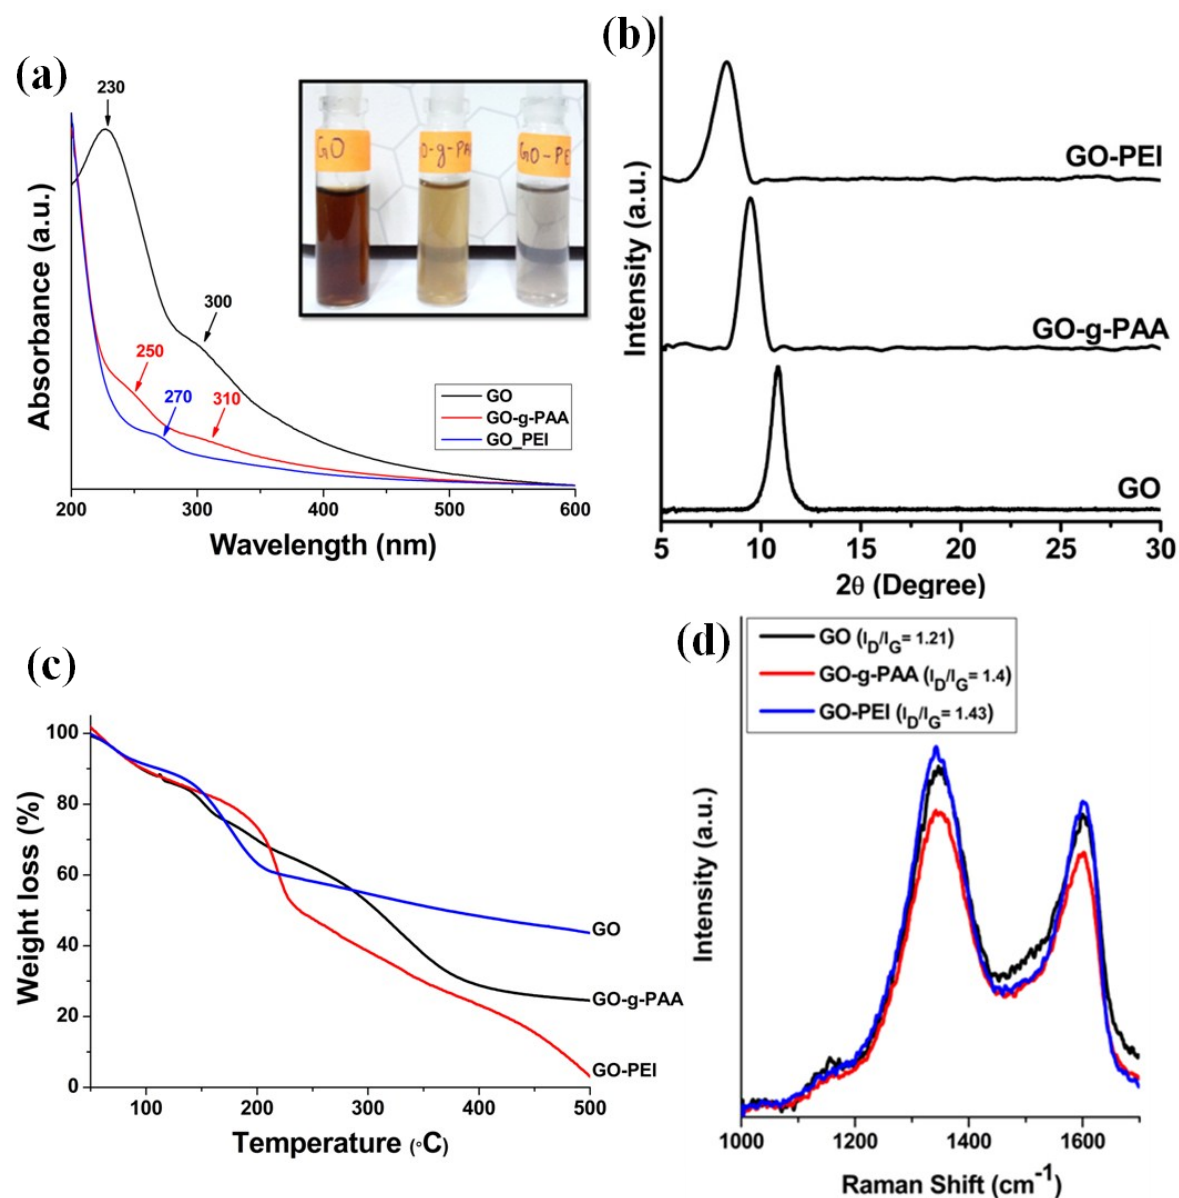 (a)
230
300
250
270
310
GO
O-g-PA
GO-PE
GO
GO-g-PAA
GO_PEI
Absorbance (a.u.)
200
300
400
500
600
Wavelength (nm)
(b)
GO-PEI
GO-g-PAA
GO
Intensity (a.u.)
5
10
15
20
25
30
2θ (Degree)
(c)
100
80
60
40
20
0
Weight loss (%)
GO
GO-g-PAA
GO-PEI
100
200
300
400
500
Temperature (◦C)
(d)
GO (ID/IG= 1.21)
GO-g-PAA (ID/IG= 1.4)
GO-PEI (ID/IG= 1.43)
Intensity (a.u.)
1000
1200
1400
1600
Raman Shift (cm-1)